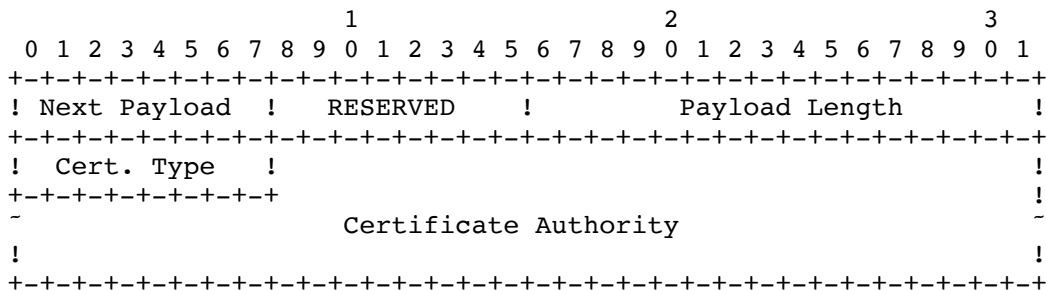 1                   2                   3
 0 1 2 3 4 5 6 7 8 9 0 1 2 3 4 5 6 7 8 9 0 1 2 3 4 5 6 7 8 9 0 1
+-+-+-+-+-+-+-+-+-+-+-+-+-+-+-+-+-+-+-+-+-+-+-+-+-+-+-+-+-+-+-+-+
! Next Payload  !   RESERVED    !         Payload Length        !
+-+-+-+-+-+-+-+-+-+-+-+-+-+-+-+-+-+-+-+-+-+-+-+-+-+-+-+-+-+-+-+-+
!  Cert. Type   !                                               !
+-+-+-+-+-+-+-+-+                                               !
~                    Certificate Authority                      ~
!                                                               !
+-+-+-+-+-+-+-+-+-+-+-+-+-+-+-+-+-+-+-+-+-+-+-+-+-+-+-+-+-+-+-+-+